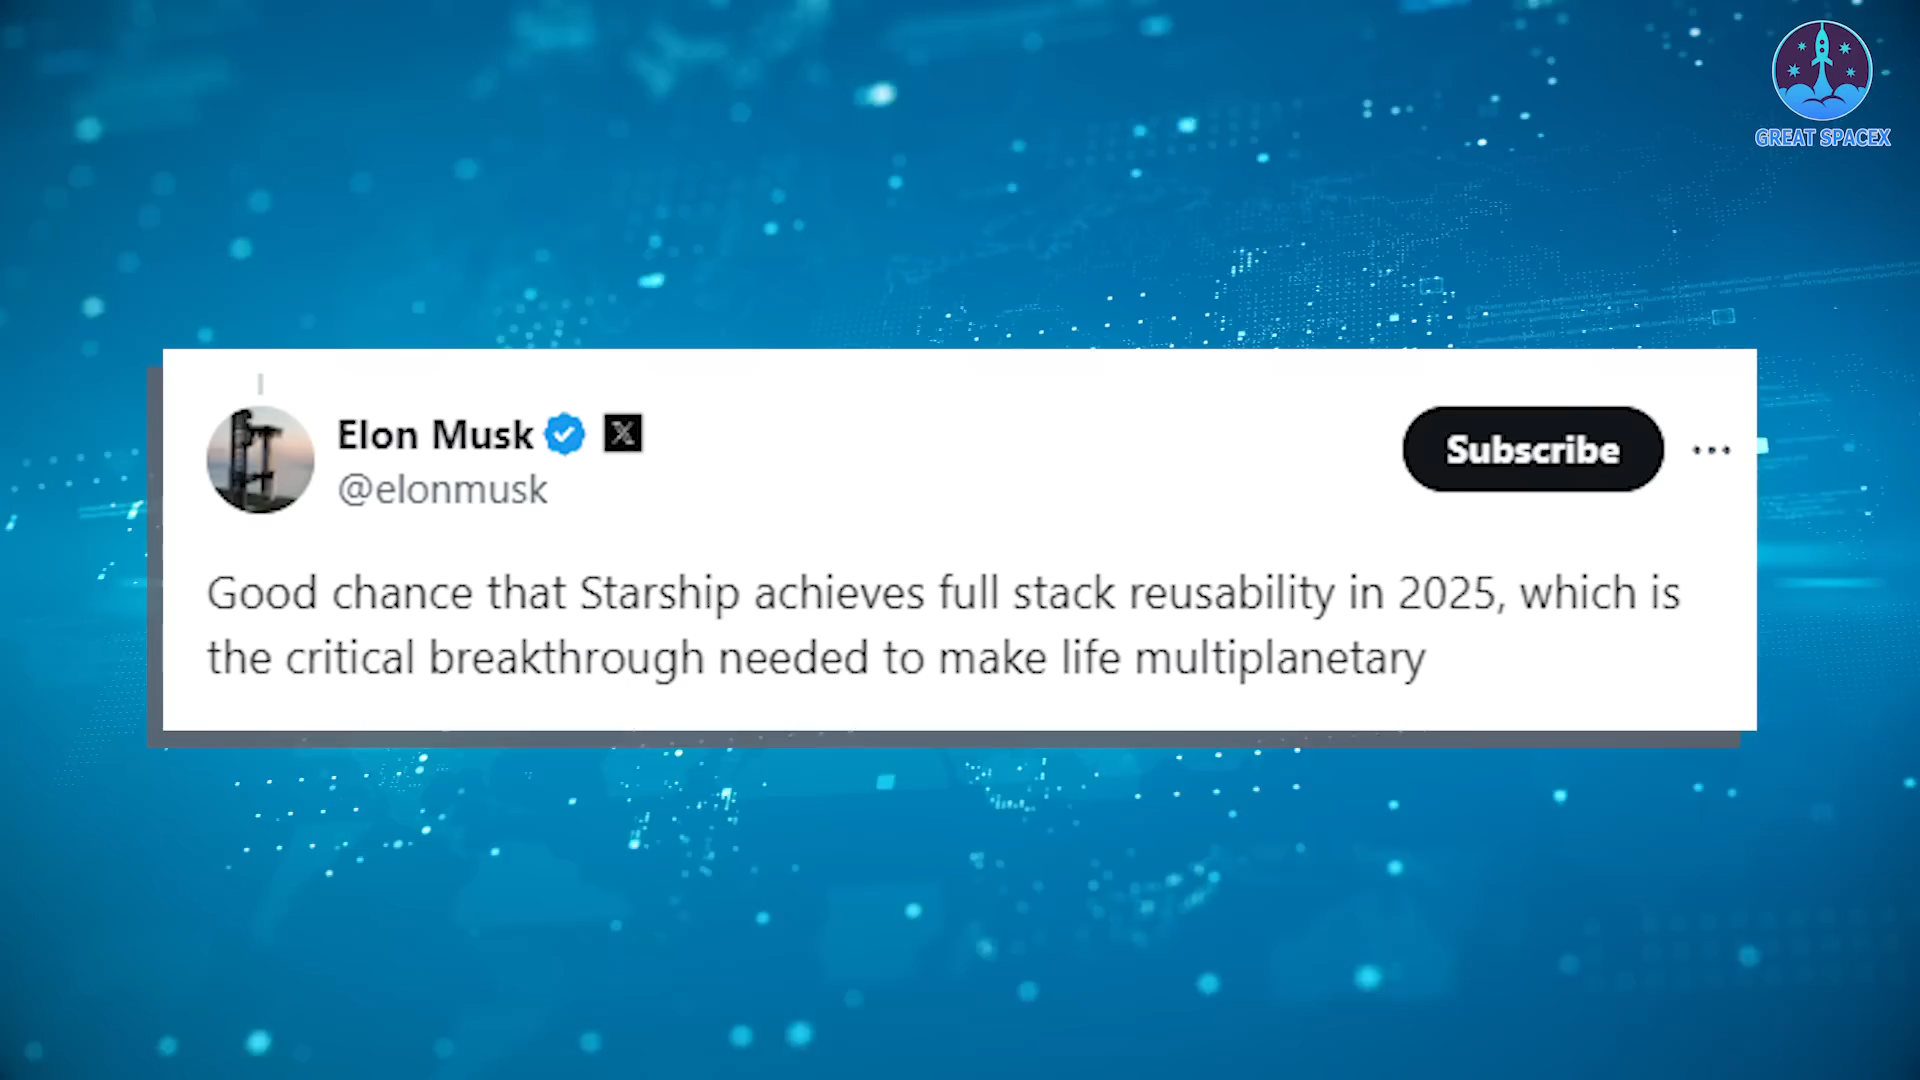 GREAT SPACEX
Elon Musk
@elonmusk
Subscribe
Good chance that Starship achieves full stack reusability in 2025, which is
the critical breakthrough needed to make life multiplanetary